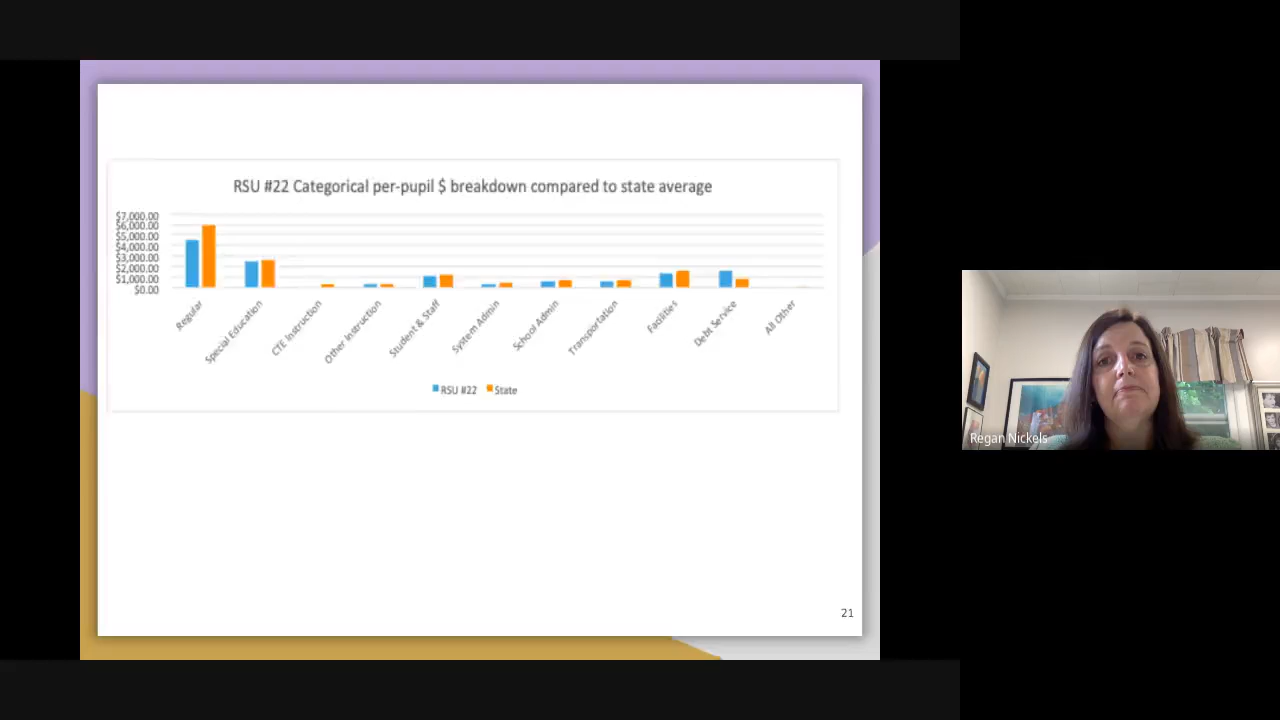 RSU #22 Categorical per-pupil $ breakdown compared to state average
$7,000.00
$6,000.00
$5,000.00
$4,000.00
$3,000.00
$2,000.00
$1,000.00
$0.00
Regular
Special Education
CTE Instruction
Other Instruction
Student & Staff
System Admin
School Admin
Transportation
Facilities
Debt Service
All Other
RSU #22 State
21
Regan Nickels